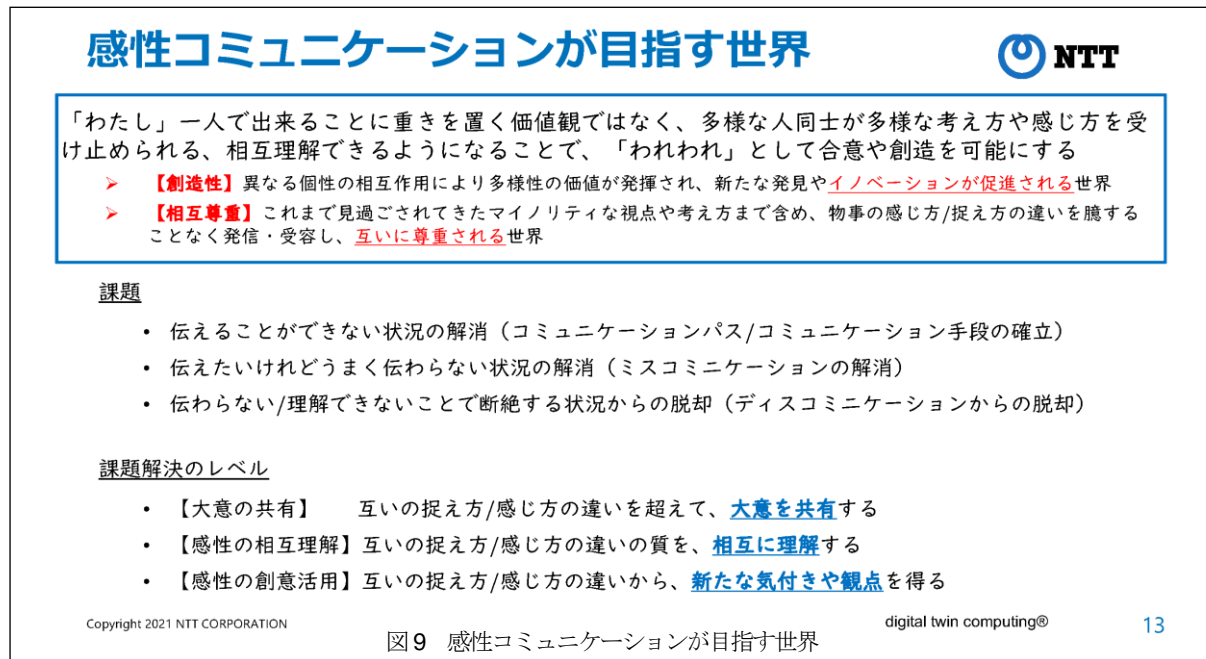 感性コミュニケーションが目指す世界
NTT
「わたし」一人で出来ることに重きを置く価値観ではなく、多様な人同士が多様な考え方や感じ方を受
け止められる、相互理解できるようになることで、「われわれ」として合意や創造を可能にする
➢ 【創造性】異なる個性の相互作用により多様性の価値が発揮され、新たな発見やイノベーションが促進される世界
➢ 【相互尊重】これまで見過ごされてきたマイノリティな視点や考え方まで含め、物事の感じ方/捉え方の違いを臆する
ことなく発信・受容し、互いに尊重される世界
課題
• 伝えることができない状況の解消（コミュニケーションパス/コミュニケーション手段の確立）
• 伝えたいけれどうまく伝わらない状況の解消（ミスコミニケーションの解消）
• 伝わらない/理解できないことで断絶する状況からの脱却（ディスコミニケーションからの脱却）
課題解決のレベル
• 【大意の共有】 互いの捉え方/感じ方の違いを超えて、大意を共有する
• 【感性の相互理解】互いの捉え方/感じ方の違いの質を、相互に理解する
• 【感性の創意活用】互いの捉え方/感じ方の違いから、新たな気付きや観点を得る
Copyright 2021 NTT CORPORATION
digital twin computing®
13
図9 感性コミュニケーションが目指す世界